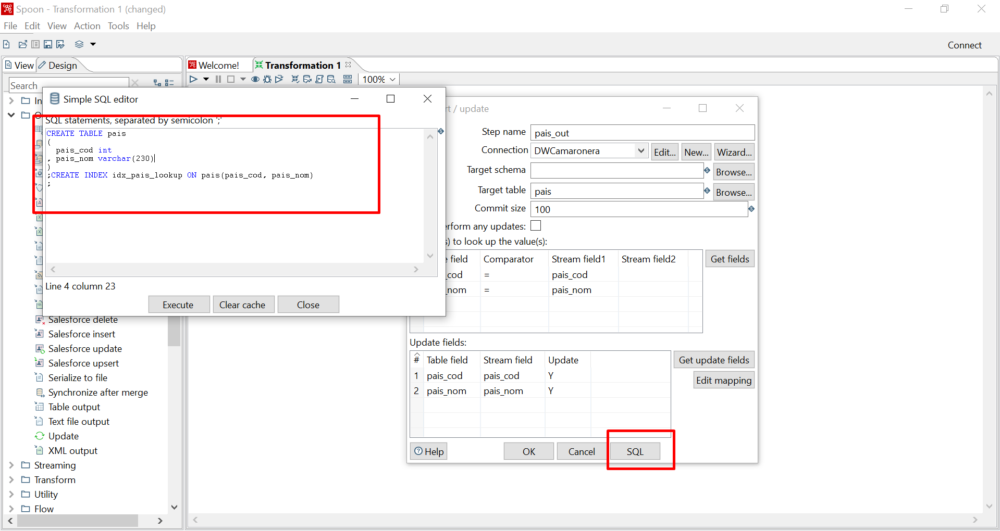 Spoon - Transformation 1 (changed)
File Edit View Action Tools Help
Connect
View Design
Welcome! Transformation 1
Search
100%
Simple SQL editor
SQL statements, separated by semicolon ';'
CREATE TABLE pais
(
pais_cod int
, pais_nom varchar(230)
)
;CREATE INDEX idx_pais_lookup ON pais(pais_cod, pais_nom)
;
Line 4 column 23
Execute Clear cache Close
Salesforce delete
Salesforce insert
Salesforce update
Salesforce upsert
Serialize to file
Synchronize after merge
Table output
Text file output
Update
XML output
Streaming
Transform
Utility
Flow
/ update
Step name pais_out
Connection DWCamaronera Edit... New... Wizard...
Target schema Browse...
Target table pais Browse...
Commit size 100
any updates:
to look up the value(s):
field Comparator Stream field1 Stream field2 Get fields
_cod = pais_cod
_nom = pais_nom
Update fields:
# Table field Stream field Update Get update fields
1 pais_cod pais_cod Y
Edit mapping
2 pais_nom pais_nom Y
Help OK Cancel SQL